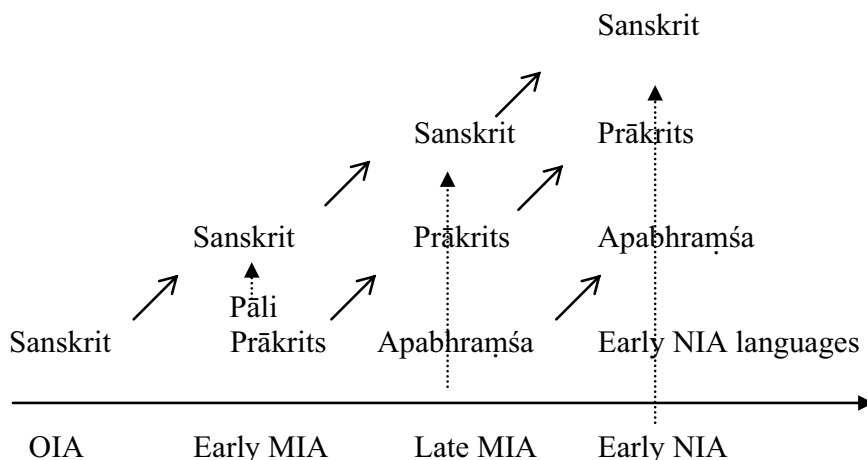 Sanskrit
Sanskrit Prākrits
Sanskrit Prākrits Apabhraṃśa
Pāli
Sanskrit Prākrits Apabhraṃśa Early NIA languages
OIA Early MIA Late MIA Early NIA